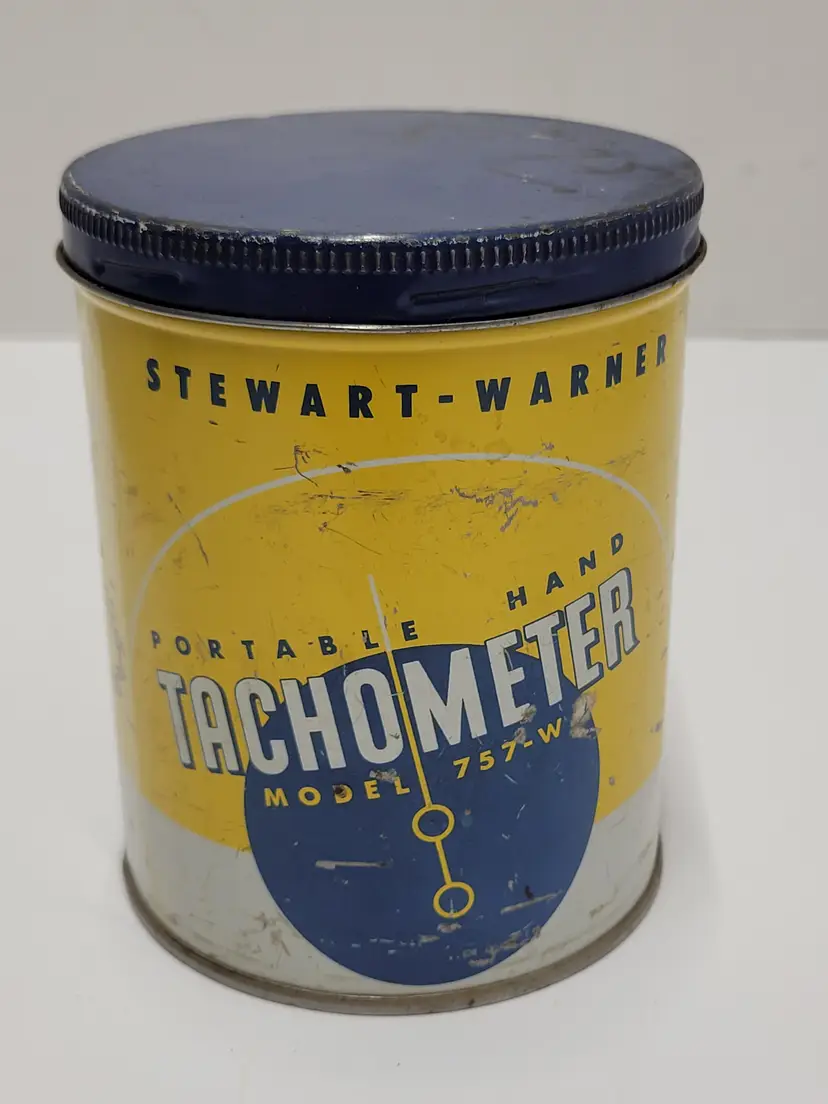 STEWART-WARNER
PORTABLE HAND
TACHOMETER
MODEL 757-W